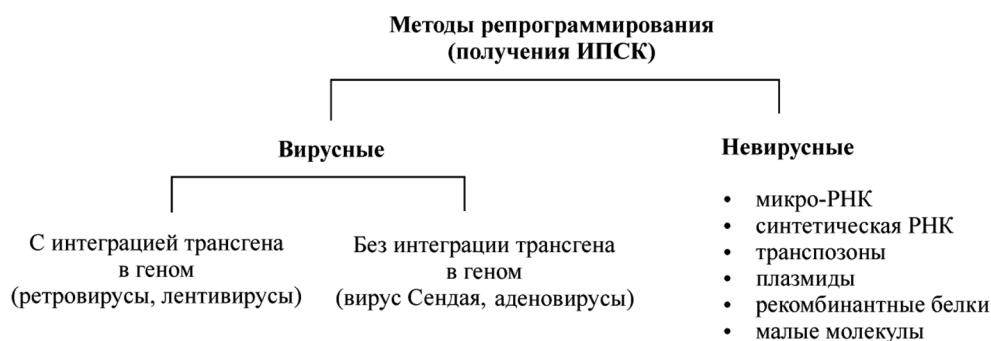 Методы репрограммирования
(получения ИПСК)
Вирусные
Невирусные
С интеграцией трансгена
в геном
(ретровирусы, лентивирусы)
Без интеграции трансгена
в геном
(вирус Сендая, аденовирусы)
• микро-РНК
• синтетическая РНК
• транспозоны
• плазмиды
• рекомбинантные белки
• малые молекулы